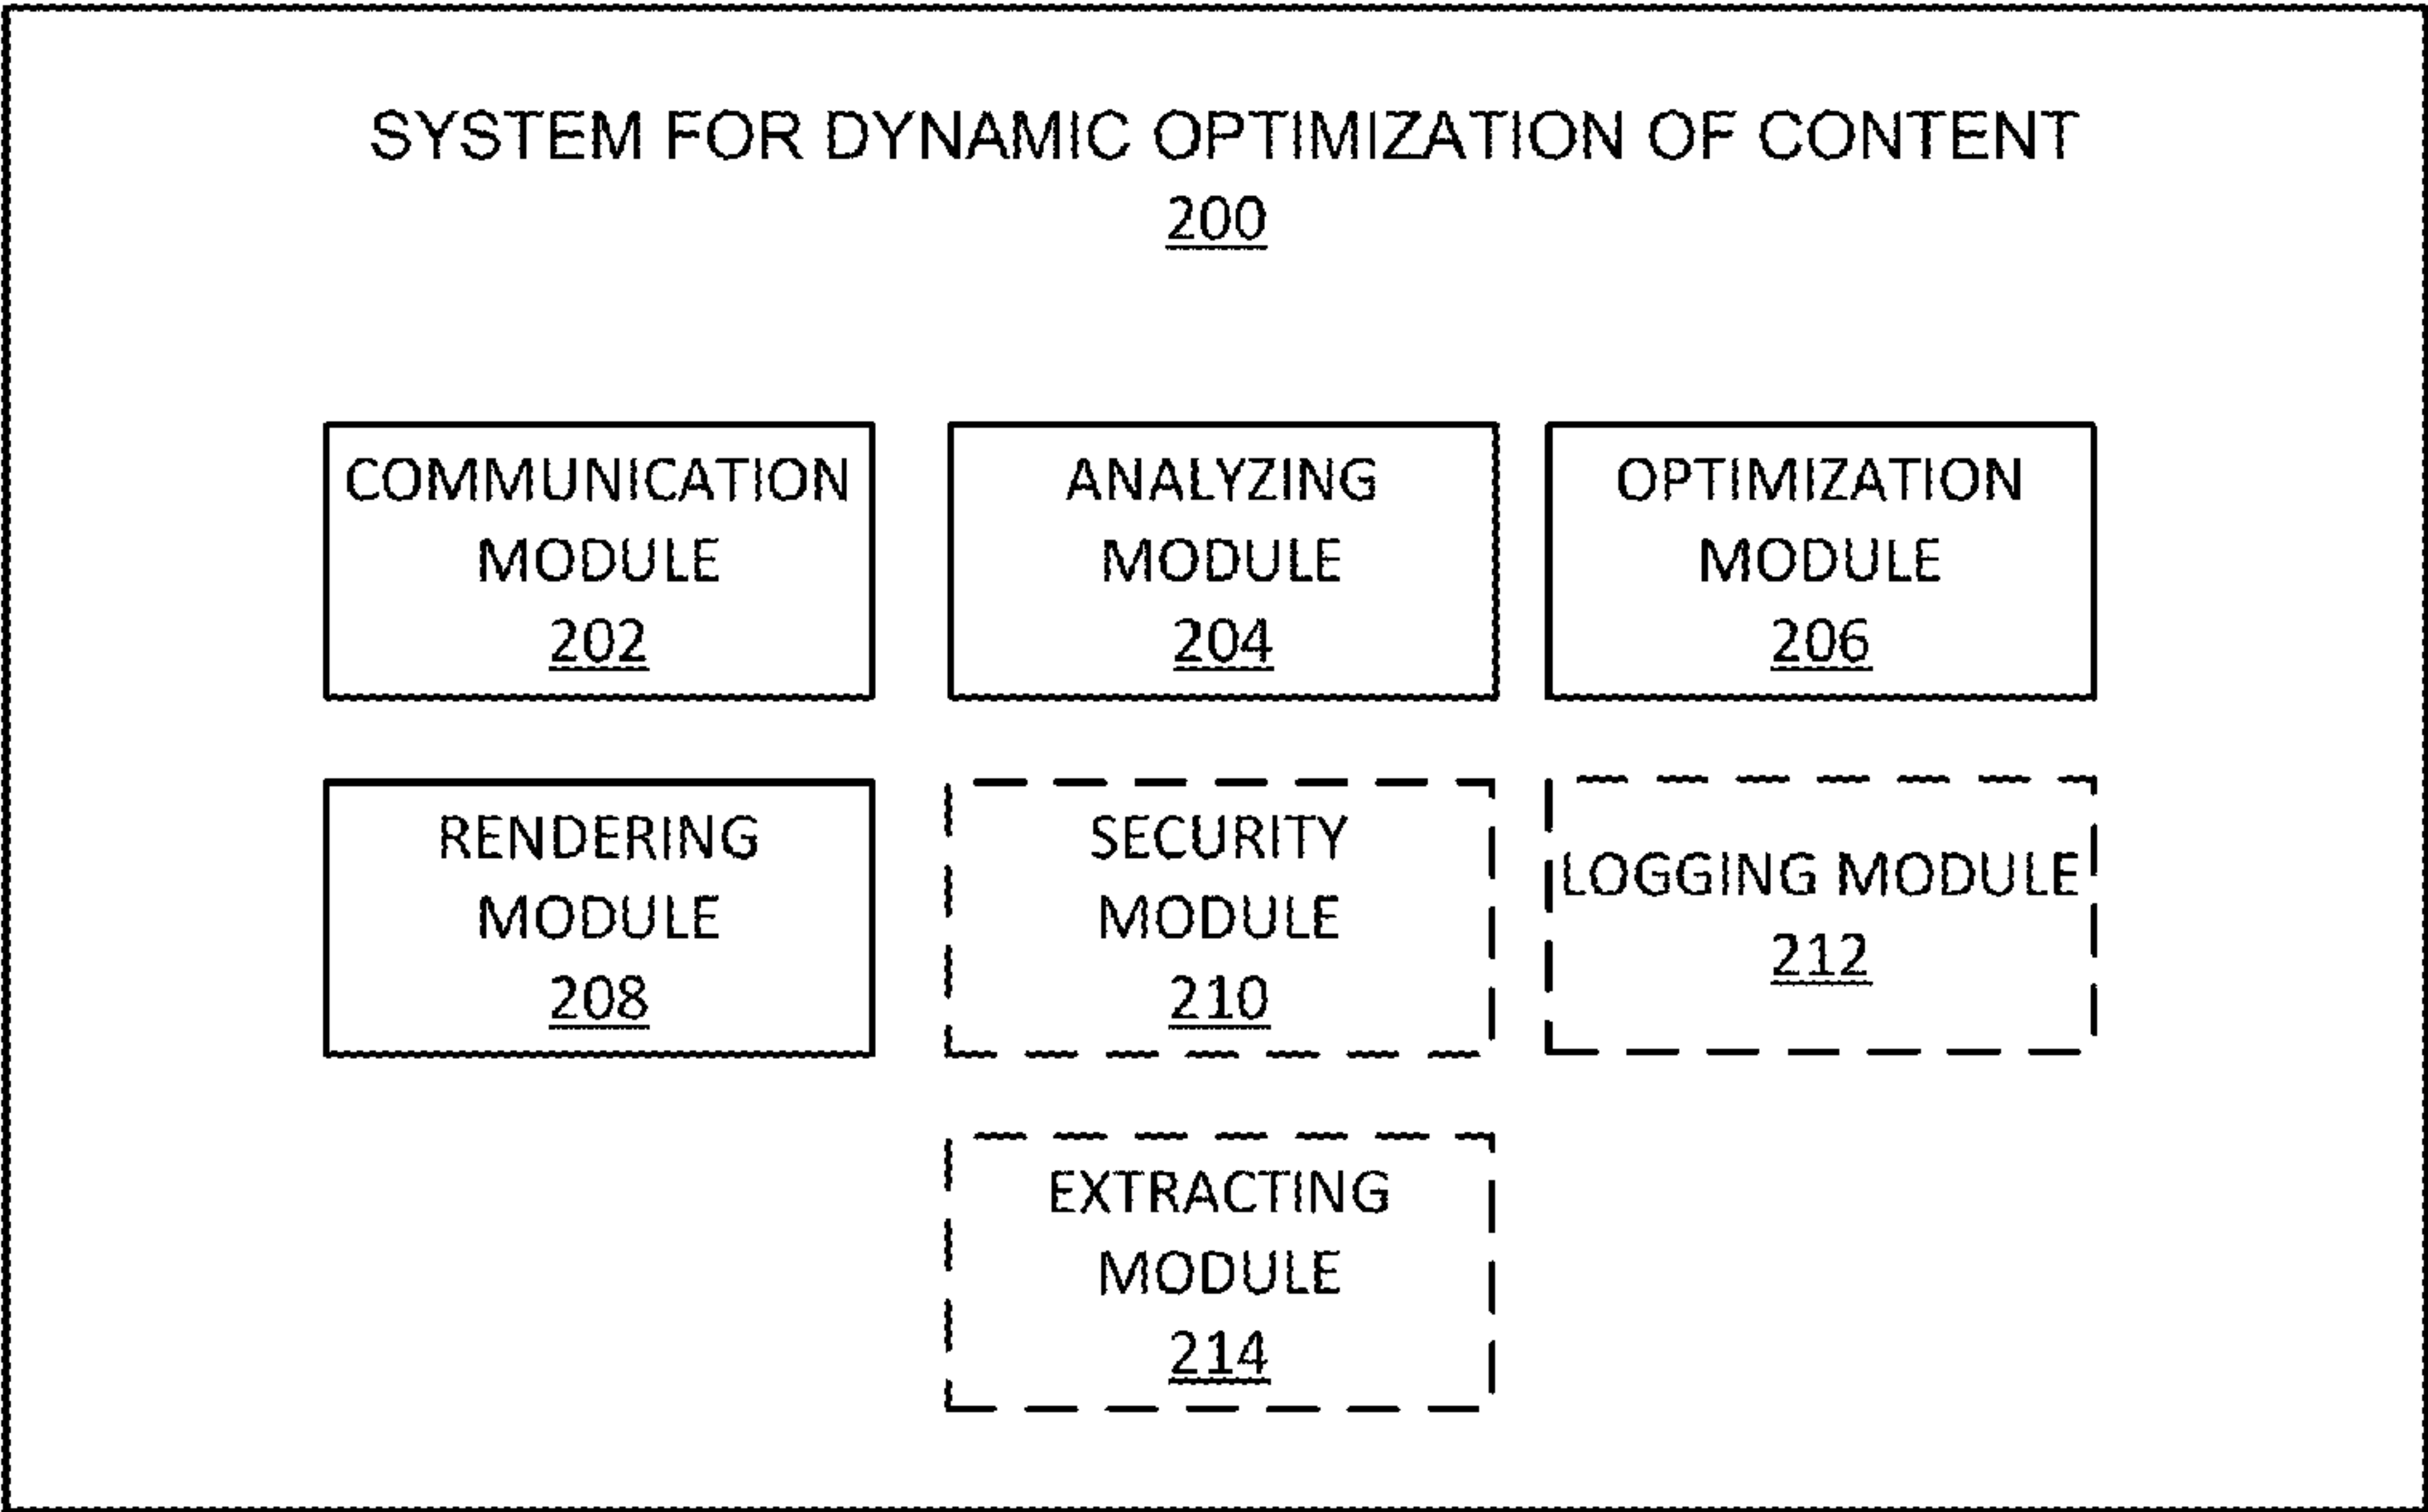 SYSTEM FOR DYNAMIC OPTIMIZATION OF CONTENT
200
COMMUNICATION
MODULE
202
ANALYZING
MODULE
204
OPTIMIZATION
MODULE
206
RENDERING
MODULE
208
SECURITY
MODULE
210
LOGGING MODULE
212
EXTRACTING
MODULE
214